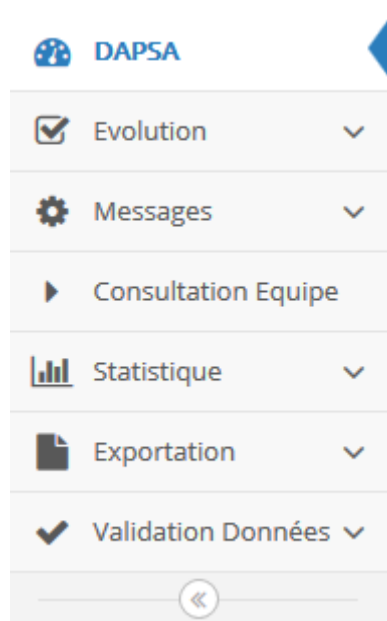 DAPSA
Evolution
Messages
Consultation Equipe
Statistique
Exportation
Validation Données